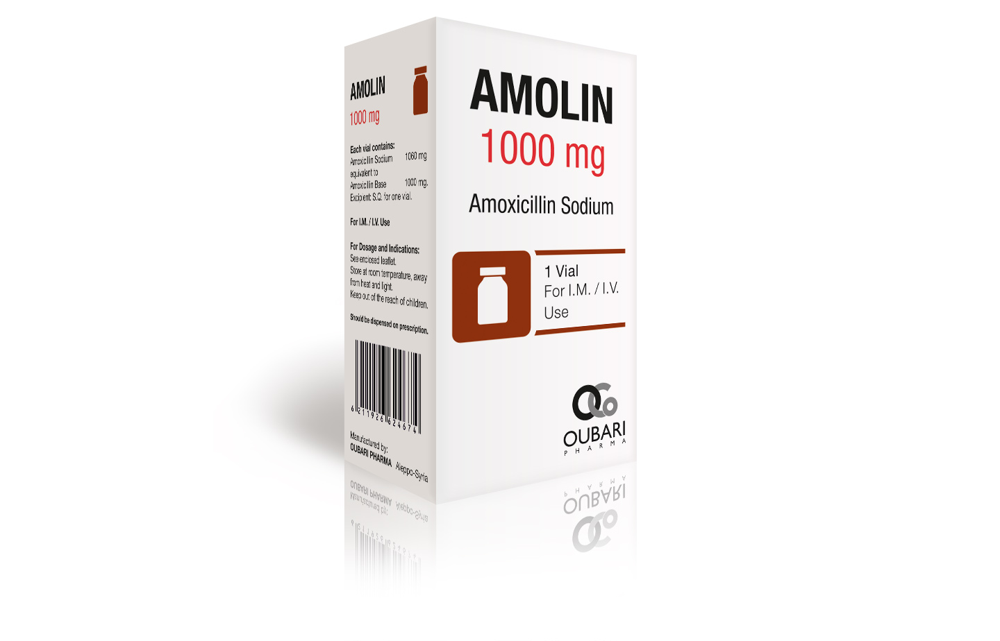 AMOLIN
1000 mg
Each vial contains:
Amoxicillin Sodium 1060 mg
equivalent to
Amoxicillin Base 1000 mg.
Excipient: S.Q. for one vial.
For I.M. / I.V. Use
For Dosage and Indications:
See enclosed leaflet.
Store at room temperature, away
from heat and light.
Keep out of the reach of children.
Should be dispensed on prescription.
6 211926 624674
Manufactured by:
OUBARI PHARMA Aleppo-Syria
AMOLIN
1000 mg
Amoxicillin Sodium
1 Vial
For I.M. / I.V.
Use
OUBARI
PHARMA